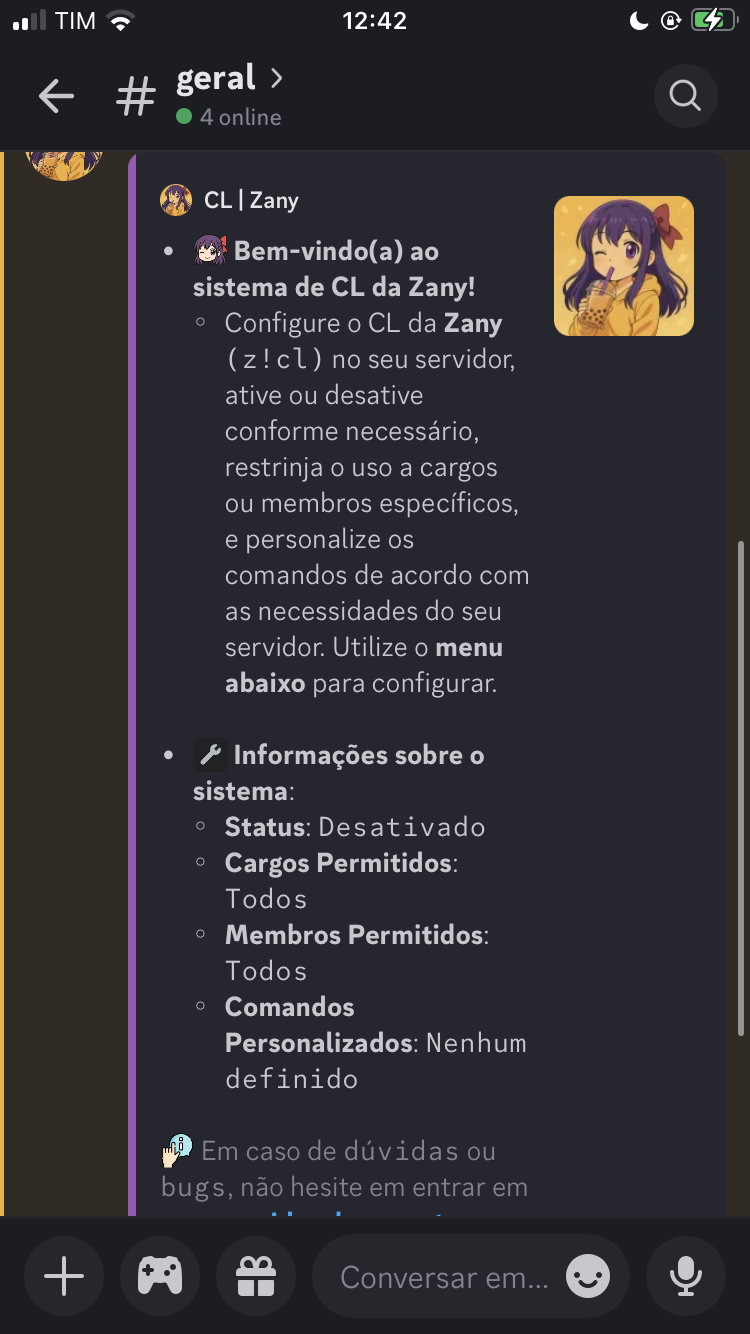 TIM
12:42
# geral >
4 online
CL | Zany
Bem-vindo(a) ao
sistema de CL da Zany!
Configure o CL da Zany
(z!cl) no seu servidor,
ative ou desative
conforme necessário,
restrinja o uso a cargos
ou membros específicos,
e personalize os
comandos de acordo com
as necessidades do seu
servidor. Utilize o menu
abaixo para configurar.
Informações sobre o
sistema:
Status: Desativado
Cargos Permitidos:
Todos
Membros Permitidos:
Todos
Comandos
Personalizados: Nenhum
definido
Em caso de dúvidas ou
bugs, não hesite em entrar em
Conversar em...